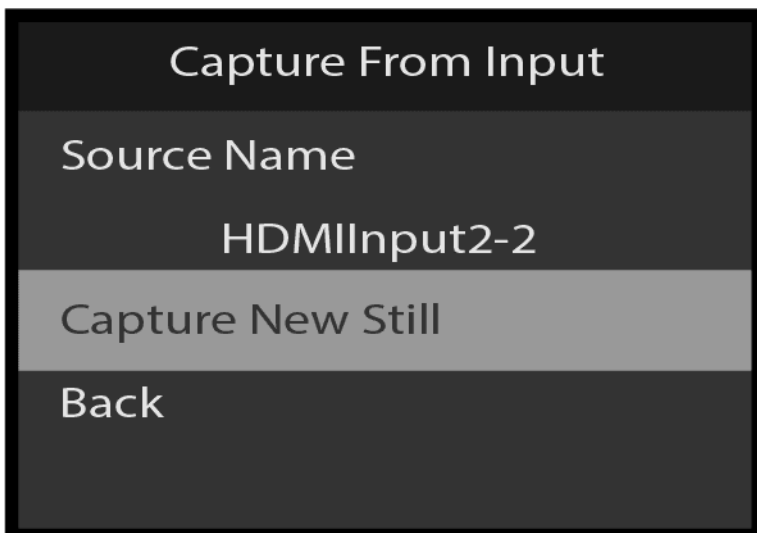 Capture From Input
Source Name
HDMIInput2-2
Capture New Still
Back